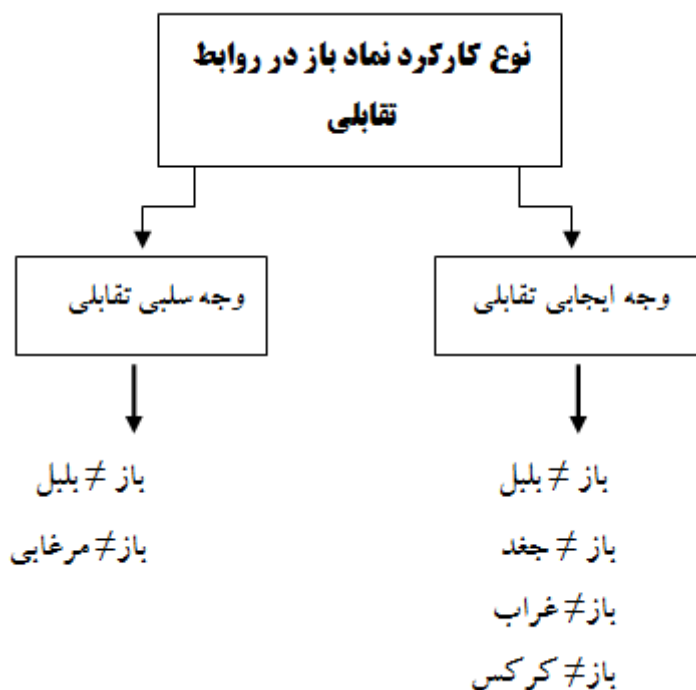 نوع کارکرد نماد باز در روابط
تقابلی
وجه ایجابی تقابلی
وجه سلبی تقابلی
باز ≠ بلبل
باز ≠ جغد
باز≠ غراب
باز≠ کرکس
باز ≠ بلبل
باز≠ مرغابی